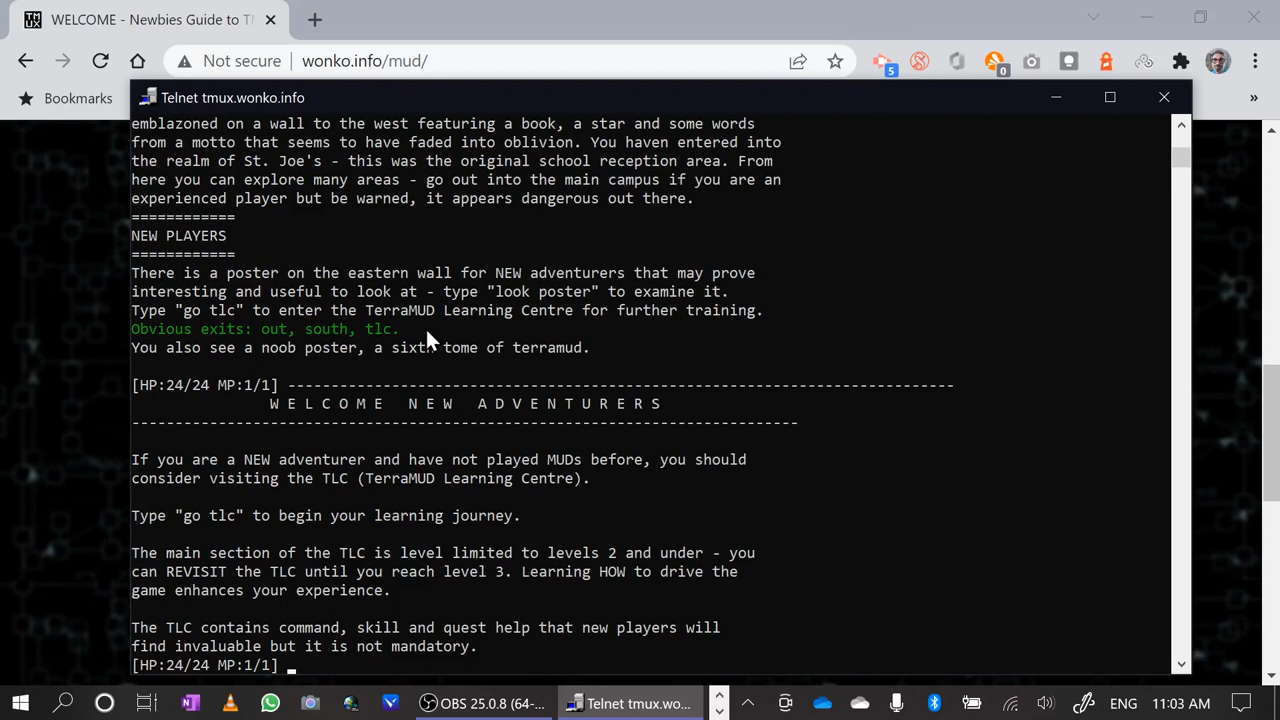 WELCOME - Newbies Guide to TM
Not secure
wonko.info/mud/
5
0
Bookmarks
Telnet tmux.wonko.info
emblazoned on a wall to the west featuring a book, a star and some words
from a motto that seems to have faded into oblivion. You haven entered into
the realm of St. Joe's - this was the original school reception area. From
here you can explore many areas - go out into the main campus if you are an
experienced player but be warned, it appears dangerous out there.
============
NEW PLAYERS
============
There is a poster on the eastern wall for NEW adventurers that may prove
interesting and useful to look at - type "look poster" to examine it.
Type "go tlc" to enter the TerraMUD Learning Centre for further training.
Obvious exits: out, south, tlc.
You also see a noob poster, a sixth tome of terramud.
[HP:24/24 MP:1/1] -----------------------------------------------------------------------------
W E L C O M E   N E W   A D V E N T U R E R S
-----------------------------------------------------------------------------
If you are a NEW adventurer and have not played MUDs before, you should
consider visiting the TLC (TerraMUD Learning Centre).
Type "go tlc" to begin your learning journey.
The main section of the TLC is level limited to levels 2 and under - you
can REVISIT the TLC until you reach level 3. Learning HOW to drive the
game enhances your experience.
The TLC contains command, skill and quest help that new players will
find invaluable but it is not mandatory.
[HP:24/24 MP:1/1] _
OBS 25.0.8 (64-...
Telnet tmux.wo...
ENG
11:03 AM